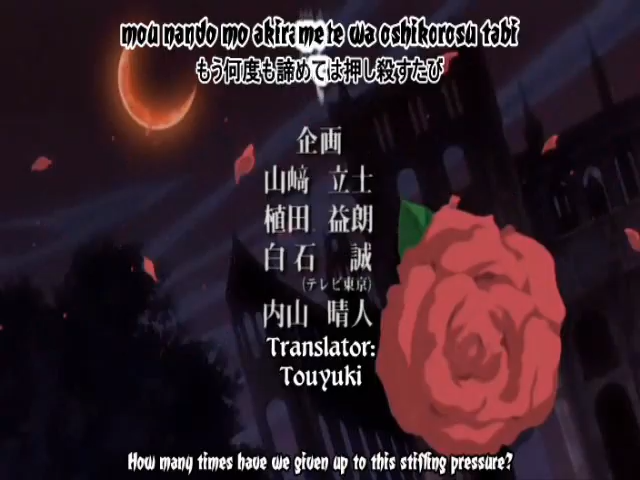 mou nando mo akiramete wa oshikorosu tabi
もう何度も諦めては押し殺すたび
企画
山﨑 立士
植田 益朗
白石 誠
(テレビ東京)
内山 晴人
Translator:
Touyuki
How many times have we given up to this stifling pressure?